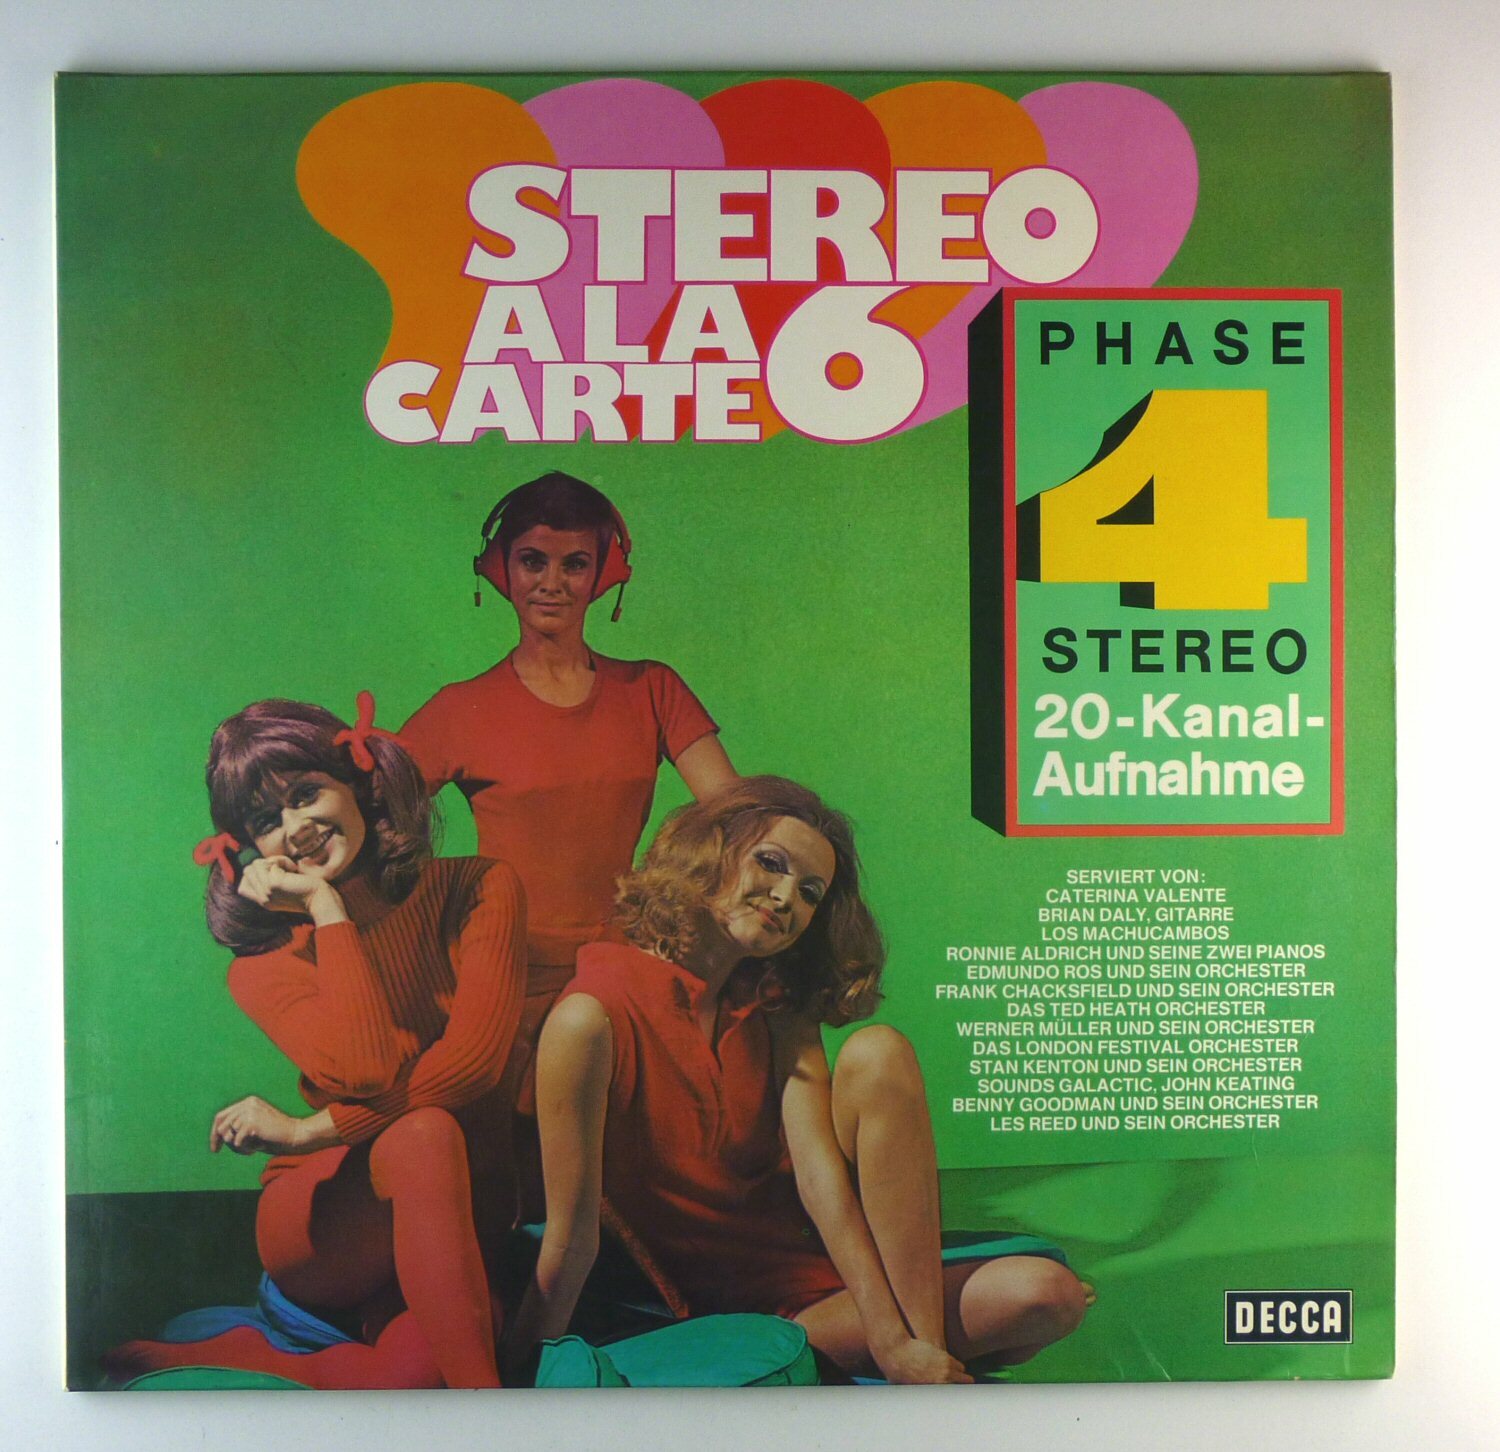 STEREO
A LA
CARTE 6
PHASE
4
STEREO
20-Kanal-
Aufnahme
SERVIERT VON:
CATERINA VALENTE
BRIAN DALY, GITARRE
LOS MACHUCAMBOS
RONNIE ALDRICH UND SEINE ZWEI PIANOS
EDMUNDO ROS UND SEIN ORCHESTER
FRANK CHACKSFIELD UND SEIN ORCHESTER
DAS TED HEATH ORCHESTER
WERNER MÜLLER UND SEIN ORCHESTER
DAS LONDON FESTIVAL ORCHESTER
STAN KENTON UND SEIN ORCHESTER
SOUNDS GALACTIC, JOHN KEATING
BENNY GOODMAN UND SEIN ORCHESTER
LES REED UND SEIN ORCHESTER
DECCA